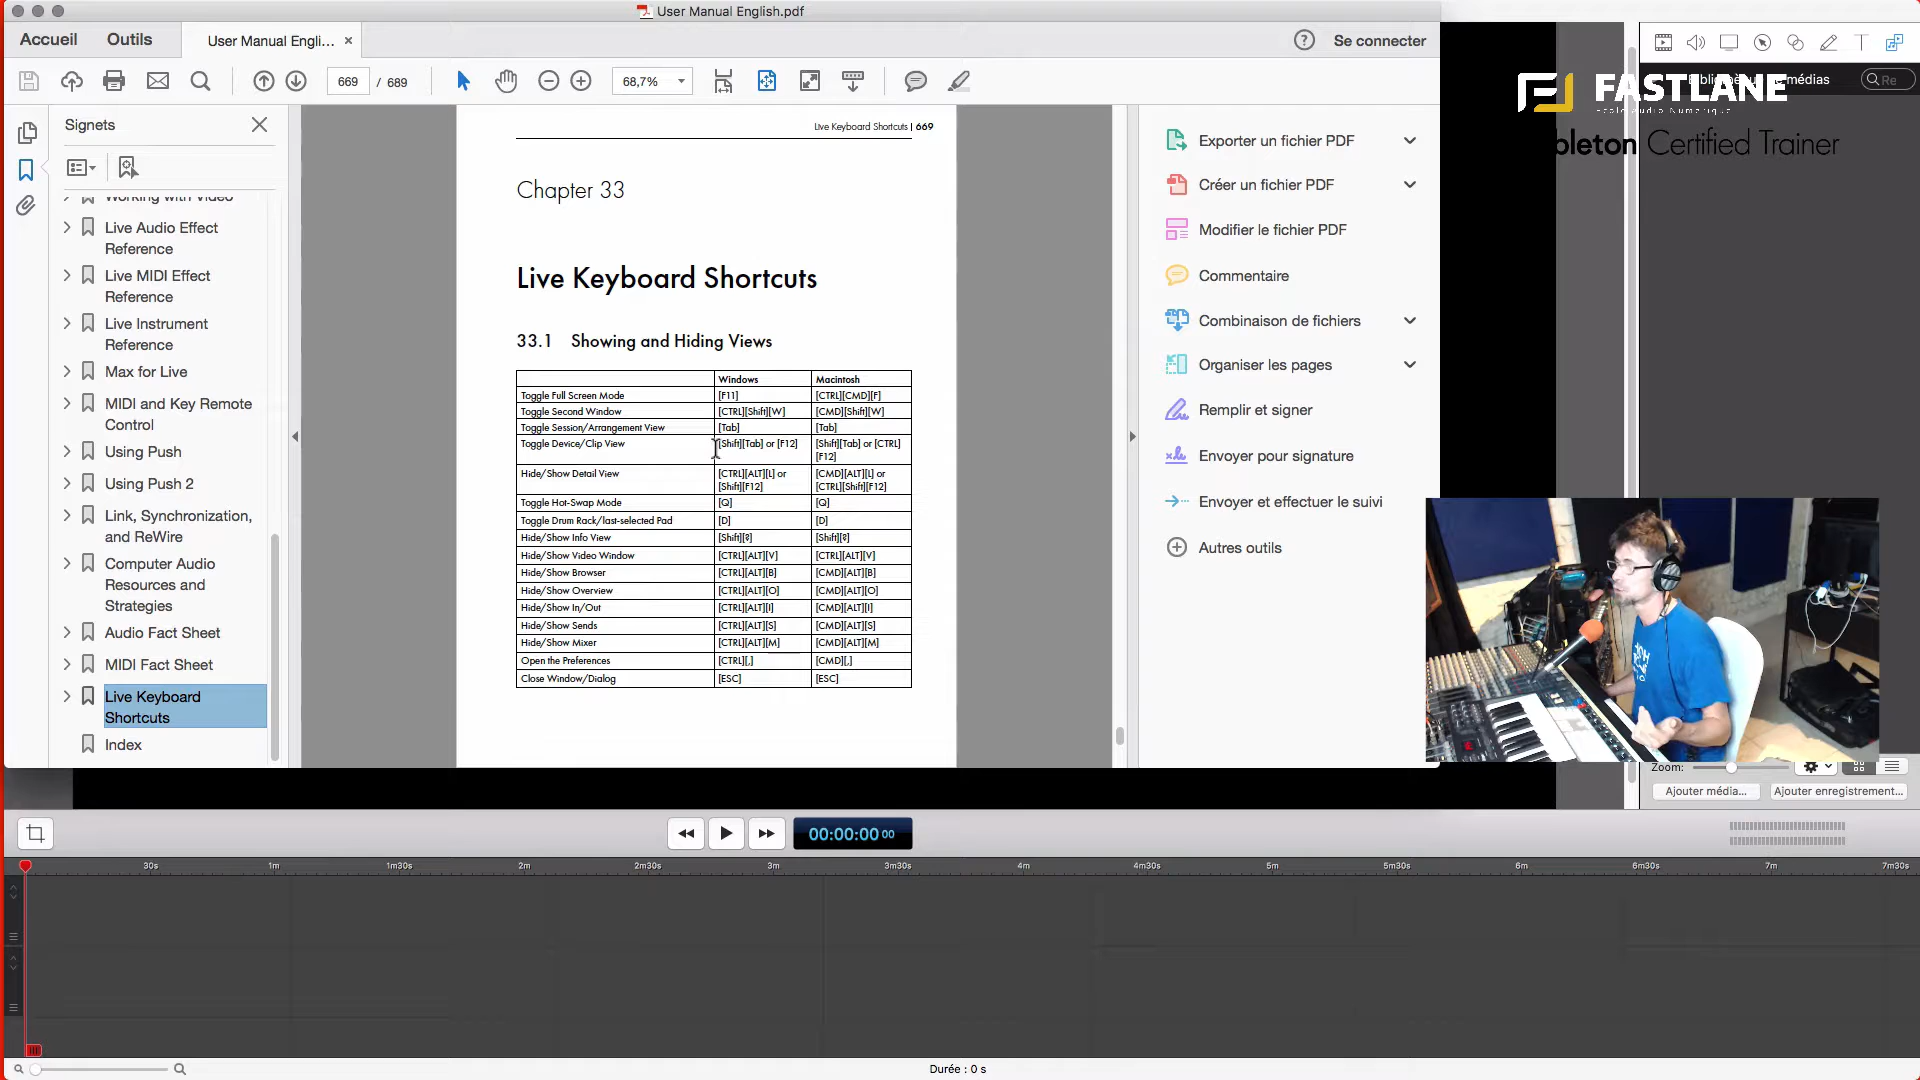 User Manual English.pdf
Accueil
Outils
User Manual Engli... ×
Se connecter
669 / 689
68,7%
Signets
Working with Video
Live Audio Effect
Reference
Live MIDI Effect
Reference
Live Instrument
Reference
Max for Live
MIDI and Key Remote
Control
Using Push
Using Push 2
Link, Synchronization,
and ReWire
Computer Audio
Resources and
Strategies
Audio Fact Sheet
MIDI Fact Sheet
Live Keyboard
Shortcuts
Index
Live Keyboard Shortcuts | 669
Chapter 33
Live Keyboard Shortcuts
33.1 Showing and Hiding Views
Windows Macintosh
Toggle Full Screen Mode [F11] [CTRL][CMD][F]
Toggle Second Window [CTRL][Shift][W] [CMD][Shift][W]
Toggle Session/Arrangement View [Tab] [Tab]
Toggle Device/Clip View [Shift][Tab] or [F12] [Shift][Tab] or [CTRL]
[F12]
Hide/Show Detail View [CTRL][ALT][L] or [CMD][ALT][L] or
[Shift][F12] [CTRL][Shift][F12]
Toggle Hot-Swap Mode [Q] [Q]
Toggle Drum Rack/last-selected Pad [D] [D]
Hide/Show Info View [Shift][?] [Shift][?]
Hide/Show Video Window [CTRL][ALT][V] [CTRL][ALT][V]
Hide/Show Browser [CTRL][ALT][B] [CMD][ALT][B]
Hide/Show Overview [CTRL][ALT][O] [CMD][ALT][O]
Hide/Show In/Out [CTRL][ALT][I] [CMD][ALT][I]
Hide/Show Sends [CTRL][ALT][S] [CMD][ALT][S]
Hide/Show Mixer [CTRL][ALT][M] [CMD][ALT][M]
Open the Preferences [CTRL][,] [CMD][,]
Close Window/Dialog [ESC] [ESC]
Exporter un fichier PDF
Créer un fichier PDF
Modifier le fichier PDF
Commentaire
Combinaison de fichiers
Organiser les pages
Remplir et signer
Envoyer pour signature
Envoyer et effectuer le suivi
Autres outils
médias
Re
FASTLANE
École Audio Numérique
bleton Certified Trainer
Zoom:
Ajouter média...
Ajouter enregistrement...
00:00:00 00
30s 1m 1m30s 2m 2m30s 3m 3m30s 4m 4m30s 5m 5m30s 6m 6m30s 7m 7m30s
Durée : 0 s